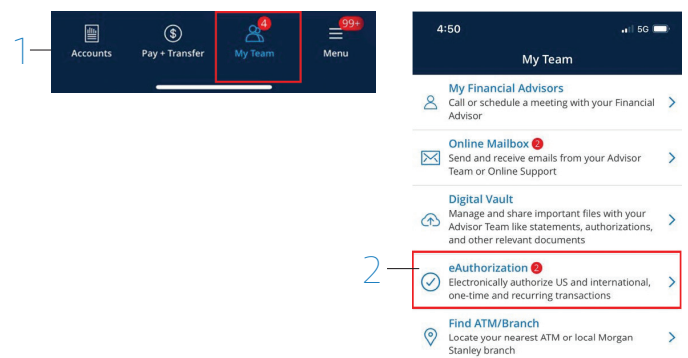 1
4
99+
Accounts
Pay + Transfer
My Team
Menu
4:50
5G
My Team
My Financial Advisors
Call or schedule a meeting with your Financial
Advisor
Online Mailbox 2
Send and receive emails from your Advisor
Team or Online Support
Digital Vault
Manage and share important files with your
Advisor Team like statements, authorizations,
and other relevant documents
2
eAuthorization 2
Electronically authorize US and international,
one-time and recurring transactions
Find ATM/Branch
Locate your nearest ATM or local Morgan
Stanley branch